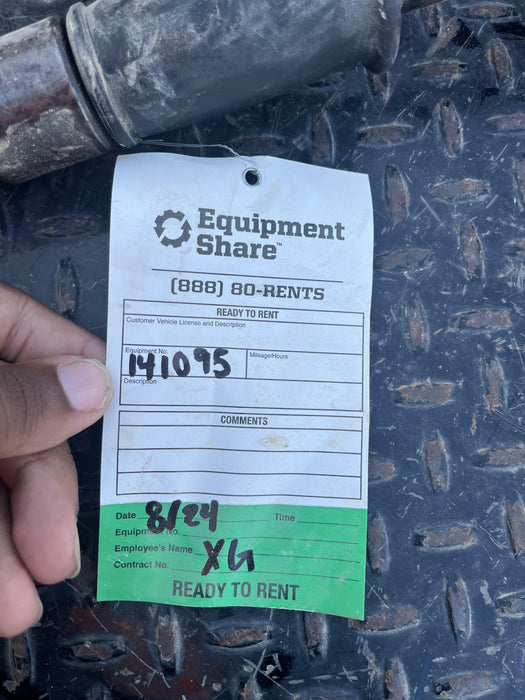 Equipment
Share™
(888) 80-RENTS
READY TO RENT
Customer Vehicle License and Description
Equipment No.
Mileage/Hours
141095
Description
COMMENTS
Date 8/24 Time
Equipment No.
Employee's Name XG
Contract No.
READY TO RENT